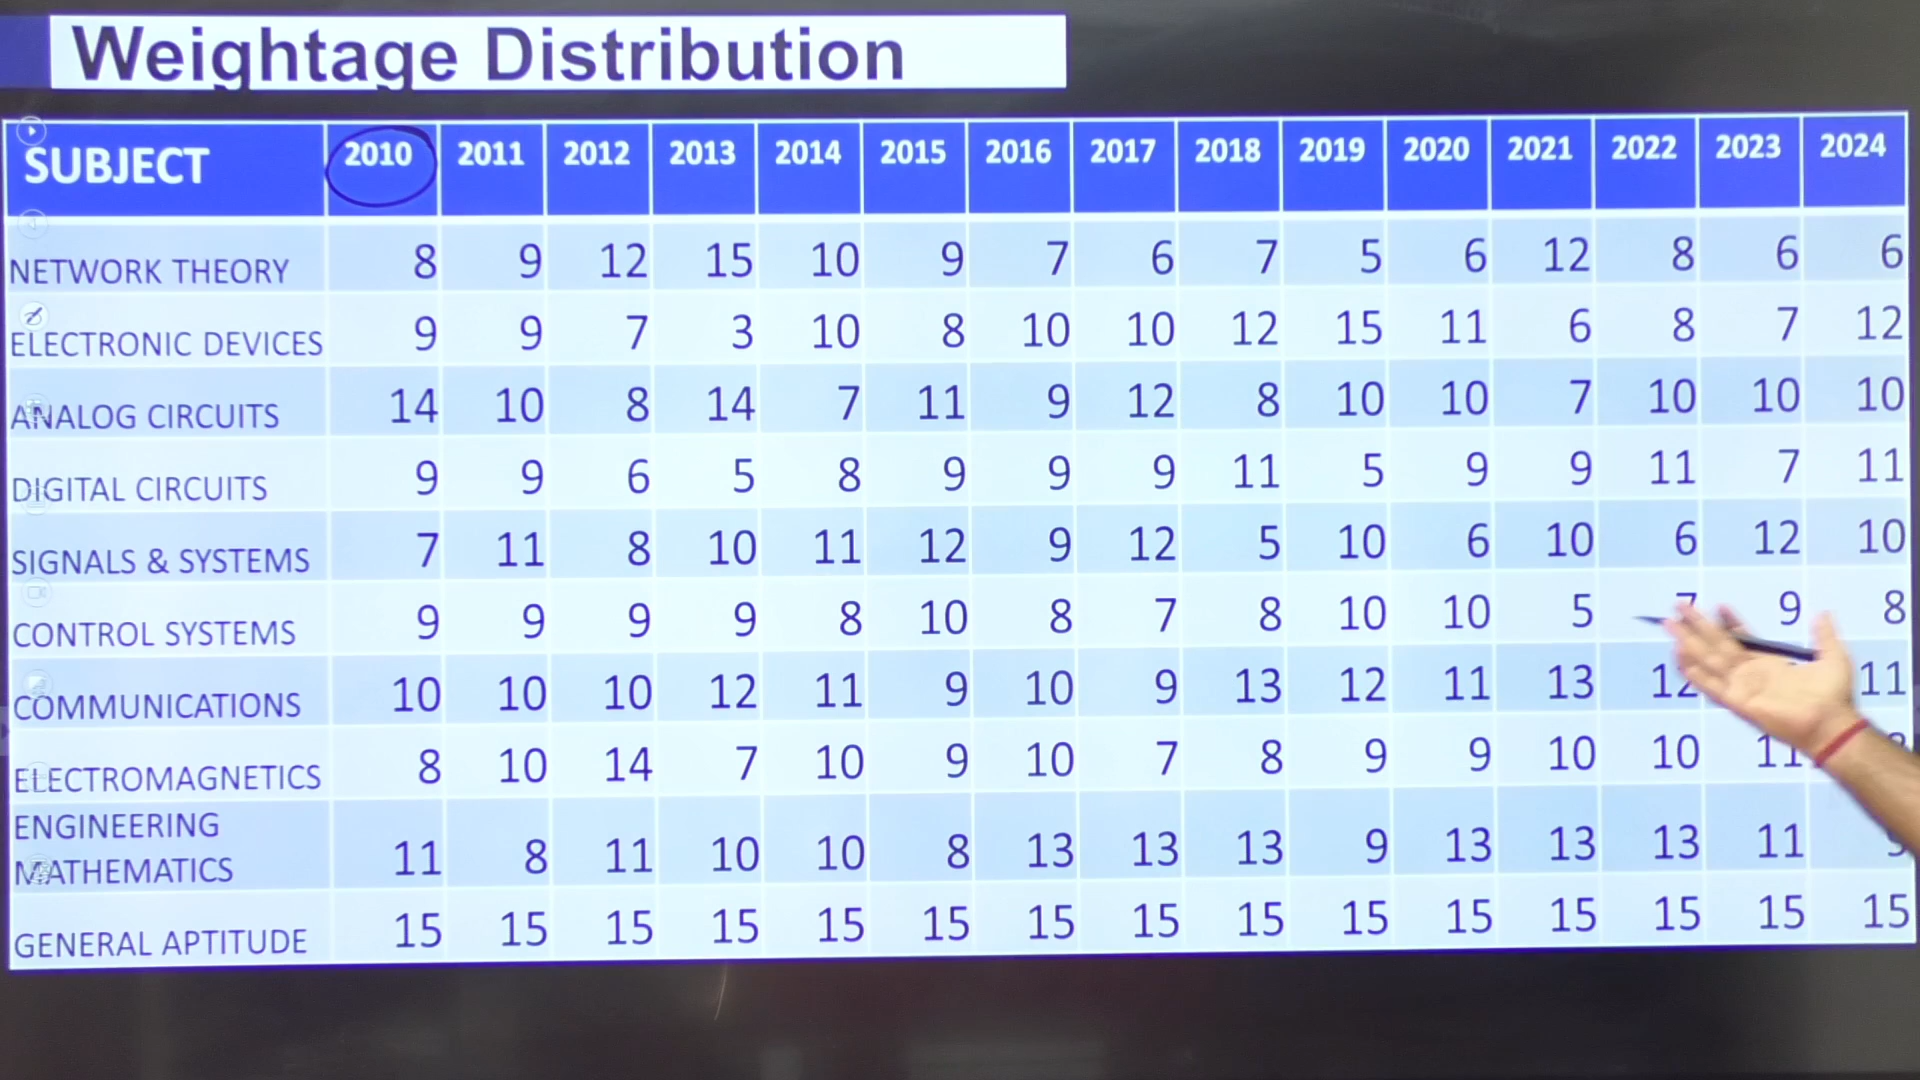 Weightage Distribution
SUBJECT 2010 2011 2012 2013 2014 2015 2016 2017 2018 2019 2020 2021 2022 2023 2024
NETWORK THEORY 8 9 12 15 10 9 7 6 7 5 6 12 8 6 6
ELECTRONIC DEVICES 9 9 7 3 10 8 10 10 12 15 11 6 8 7 12
ANALOG CIRCUITS 14 10 8 14 7 11 9 12 8 10 10 7 10 10 10
DIGITAL CIRCUITS 9 9 6 5 8 9 9 9 11 5 9 9 11 7 11
SIGNALS & SYSTEMS 7 11 8 10 11 12 9 12 5 10 6 10 6 12 10
CONTROL SYSTEMS 9 9 9 9 8 10 8 7 8 10 10 5 7 9 8
COMMUNICATIONS 10 10 10 12 11 9 10 9 13 12 11 13 12 11
ELECTROMAGNETICS 8 10 14 7 10 9 10 7 8 9 9 10 10 11
ENGINEERING
MATHEMATICS 11 8 11 10 10 8 13 13 13 9 13 13 13 11
GENERAL APTITUDE 15 15 15 15 15 15 15 15 15 15 15 15 15 15 15